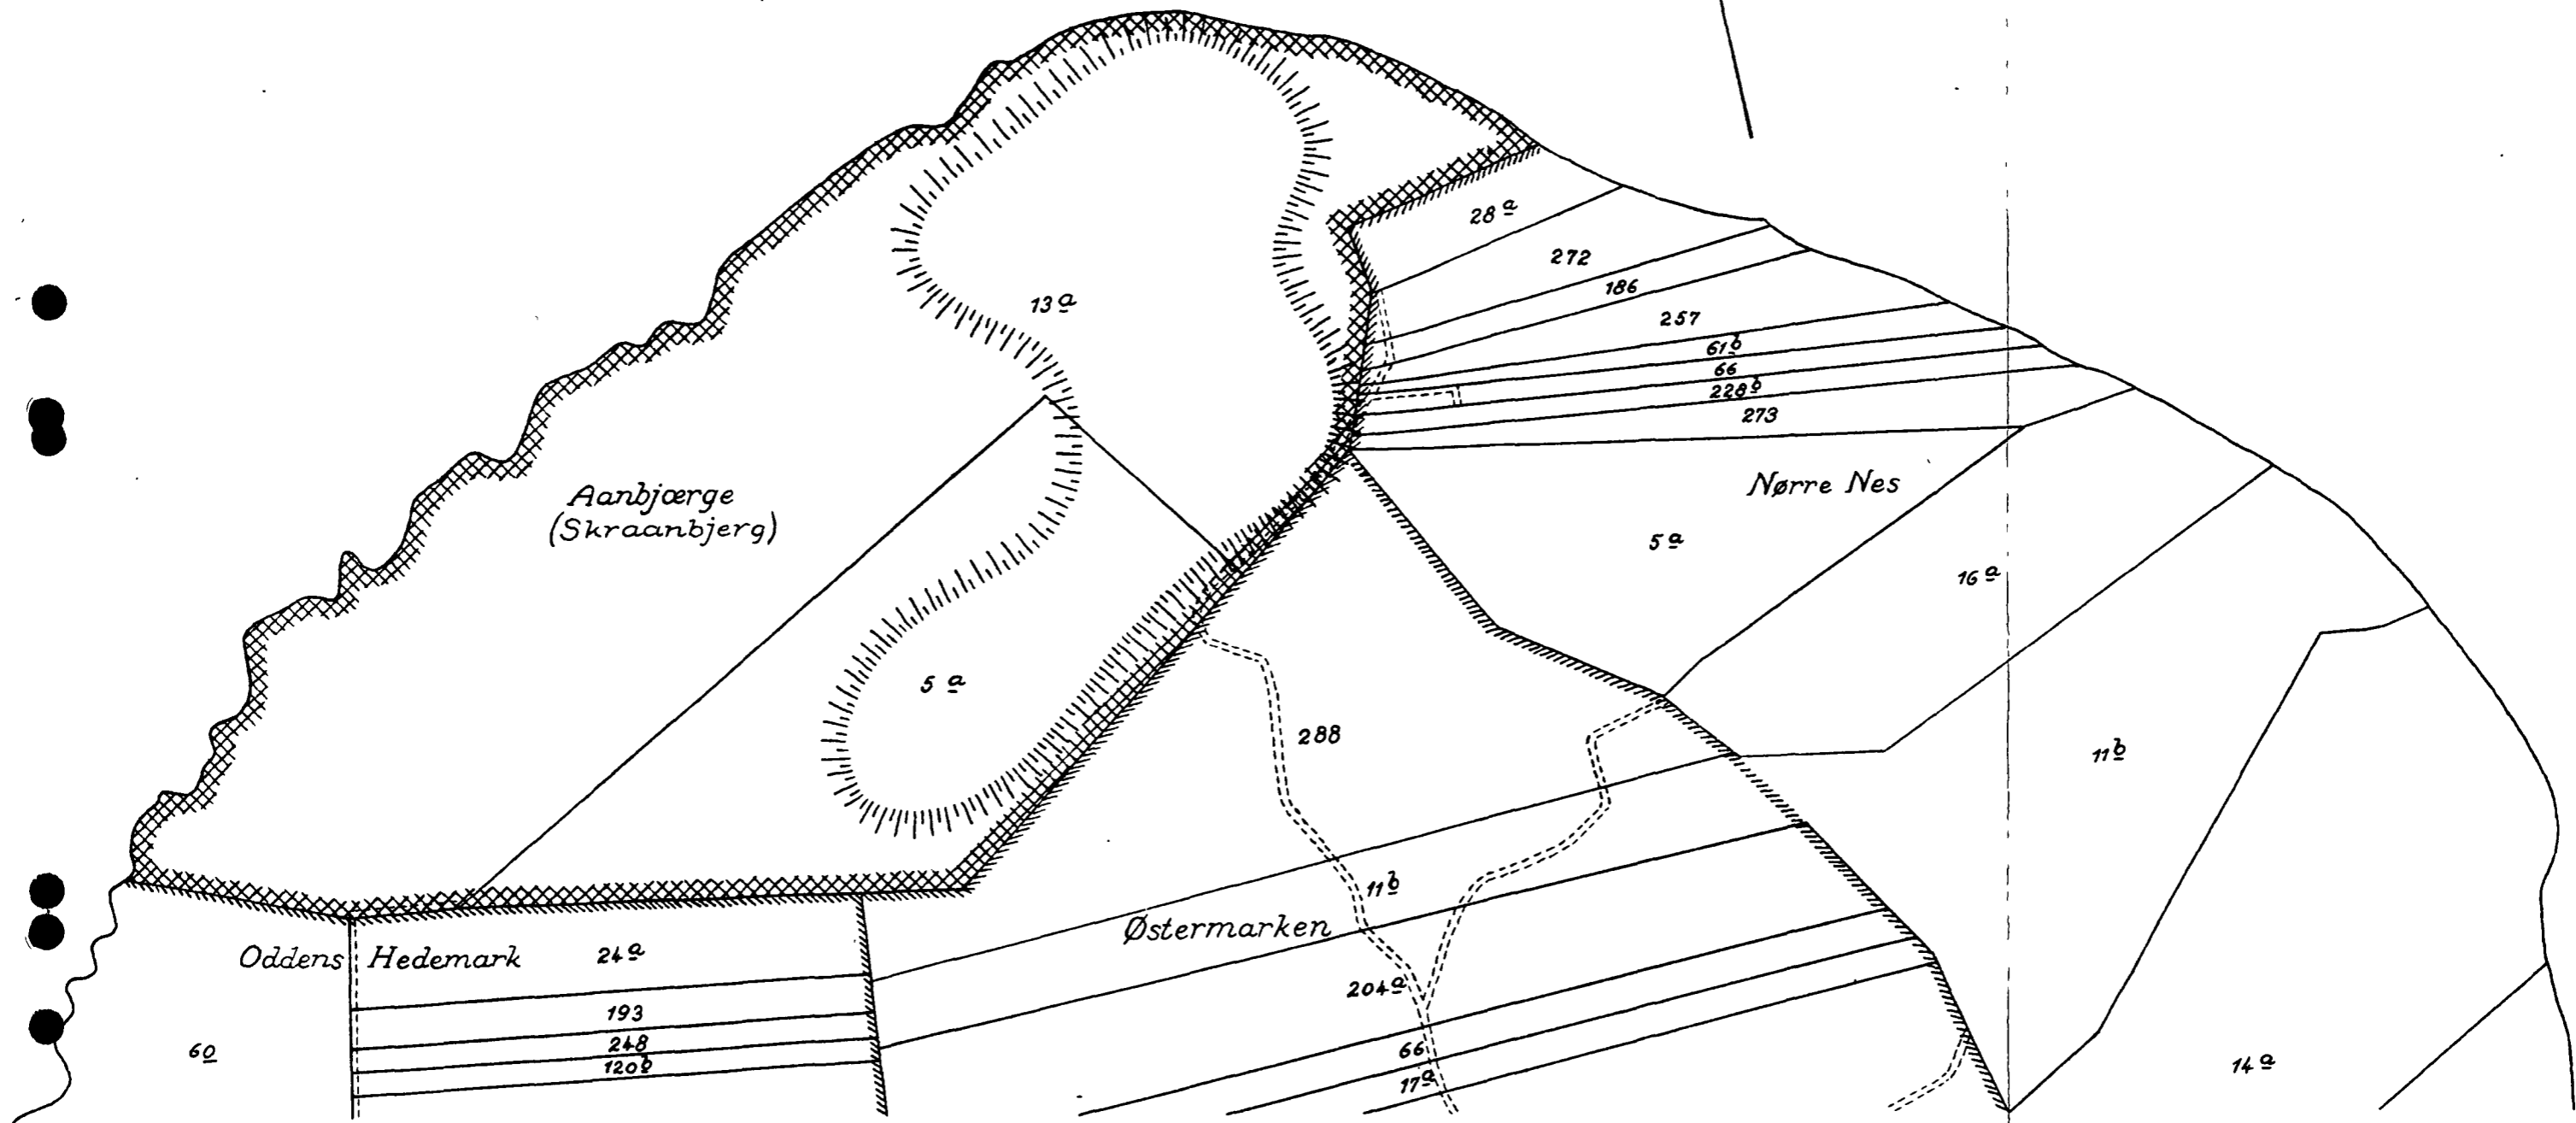 28a
272
186
257
61b
66
228b
273
13a
Aanbjærge
(Skraanbjerg)
Nørre Nes
5a
16a
5a
288
11b
11b
Østermarken
Oddens Hedemark
24a
204a
193
248
120b
60
66
17a
14a